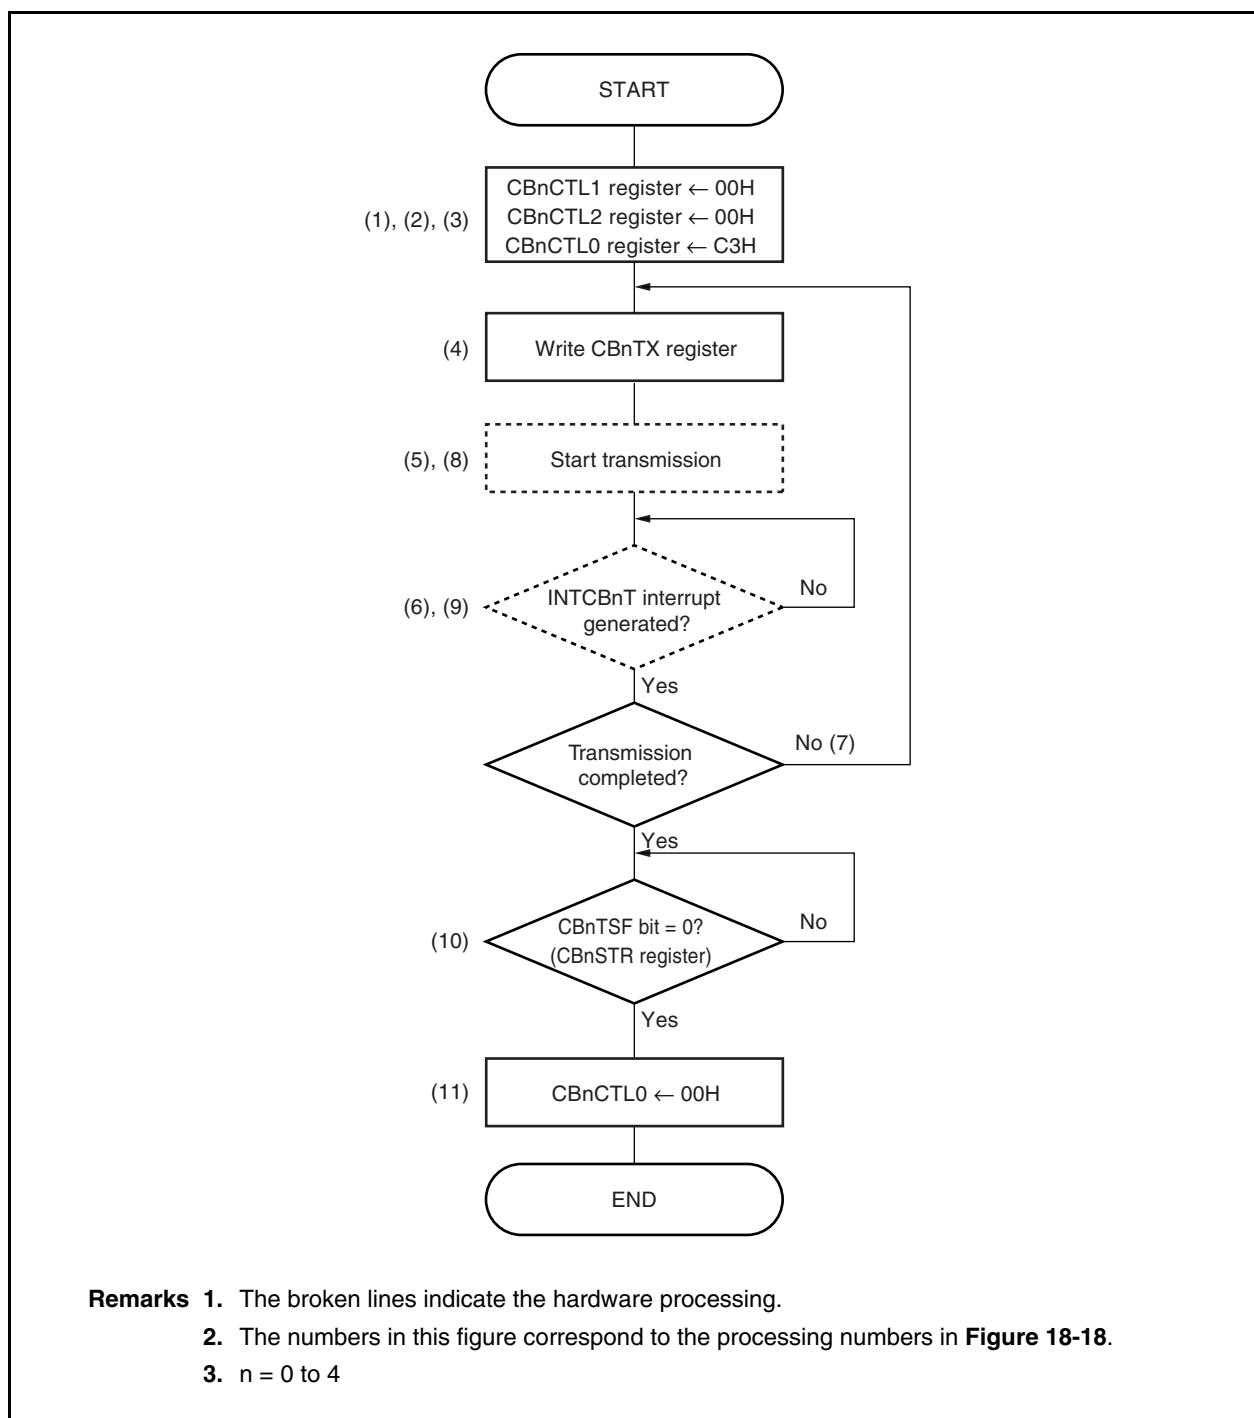 START
CBnCTL1 register ← 00H
CBnCTL2 register ← 00H
(1), (2), (3)
CBnCTL0 register ← C3H
(4)
Write CBnTX register
(5), (8)
Start transmission
(6), (9)
INTCBnT interrupt
generated?
No
Yes
Transmission
completed?
No (7)
Yes
(10)
CBnTSF bit = 0?
(CBnSTR register)
No
Yes
(11)
CBnCTL0 ← 00H
END
Remarks 1. The broken lines indicate the hardware processing.
2. The numbers in this figure correspond to the processing numbers in Figure 18-18.
3. n = 0 to 4